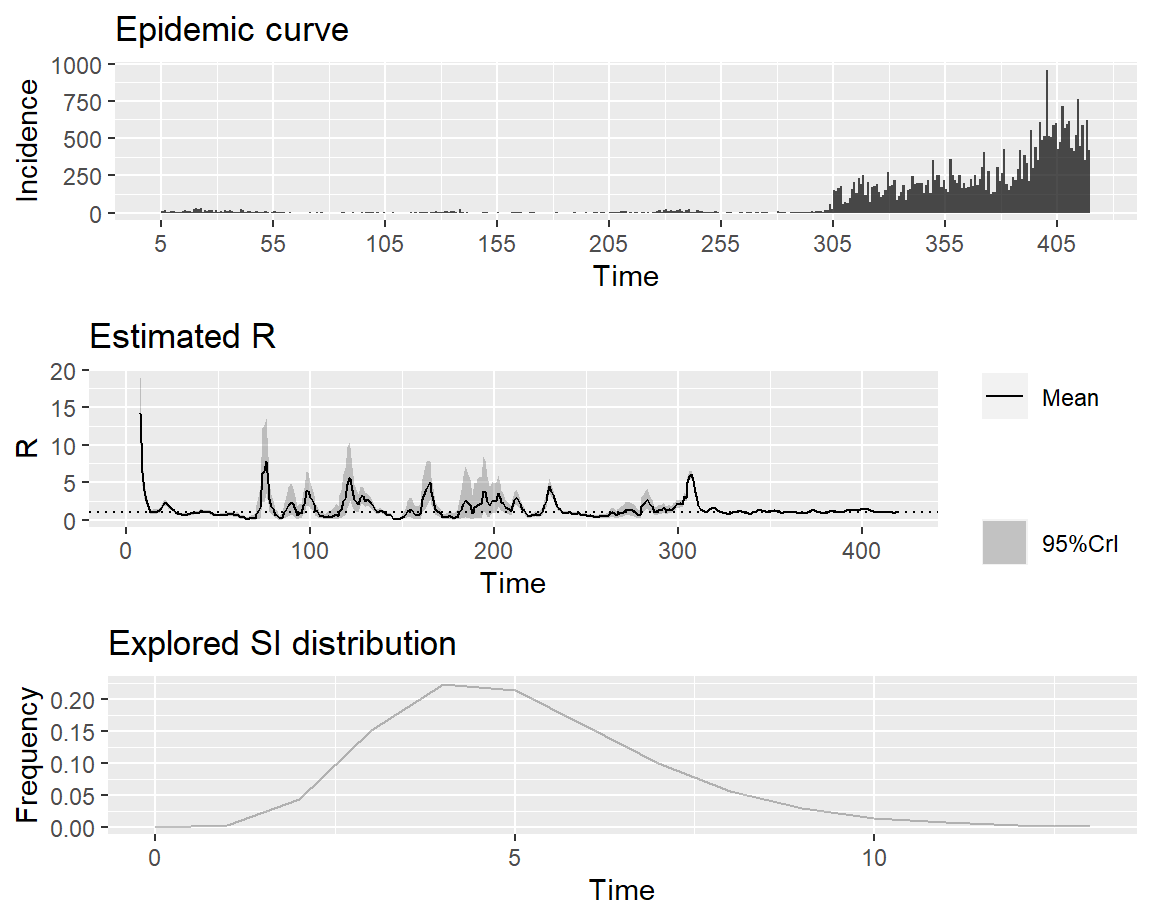 Epidemic curve
1000
750
500
250
0
Incidence
5 55 105 155 205 255 305 355 405
Time
Estimated R
20
15
10
5
0
R
0 100 200 300 400
Time
Mean
95%CrI
Explored SI distribution
0.20
0.15
0.10
0.05
0.00
Frequency
0 5 10
Time